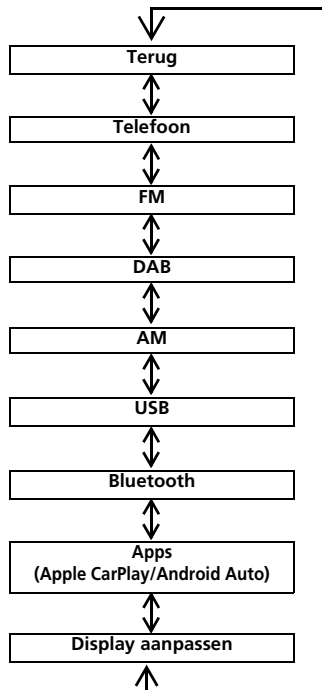 Terug
Telefoon
FM
DAB
AM
USB
Bluetooth
Apps
(Apple CarPlay/Android Auto)
Display aanpassen